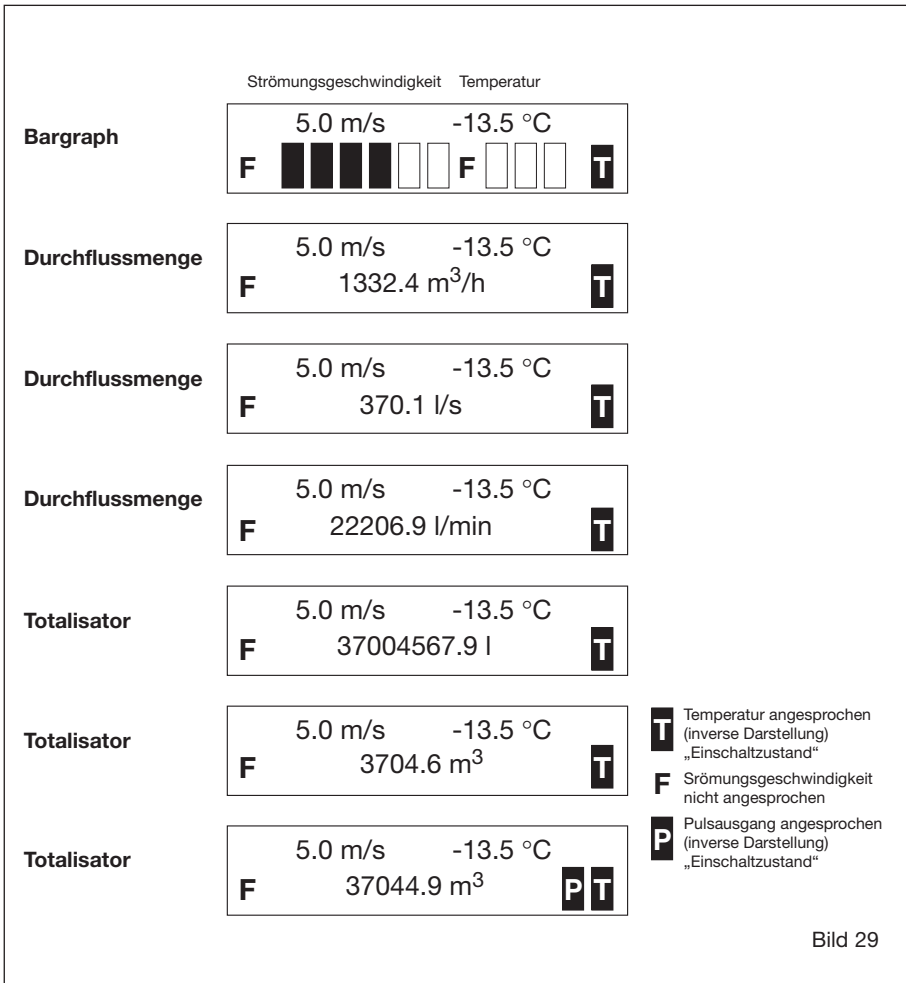 Strömungsgeschwindigkeit Temperatur
Bargraph
5.0 m/s -13.5 °C
F F T
Durchflussmenge
5.0 m/s -13.5 °C
F 1332.4 m³/h T
Durchflussmenge
5.0 m/s -13.5 °C
F 370.1 l/s T
Durchflussmenge
5.0 m/s -13.5 °C
F 22206.9 l/min T
Totalisator
5.0 m/s -13.5 °C
F 37004567.9 l T
Totalisator
5.0 m/s -13.5 °C
F 3704.6 m³ T
Totalisator
5.0 m/s -13.5 °C
F 37044.9 m³ P T
T Temperatur angesprochen
(inverse Darstellung)
„Einschaltzustand“
F Srömungsgeschwindigkeit
nicht angesprochen
P Pulsausgang angesprochen
(inverse Darstellung)
„Einschaltzustand“
Bild 29